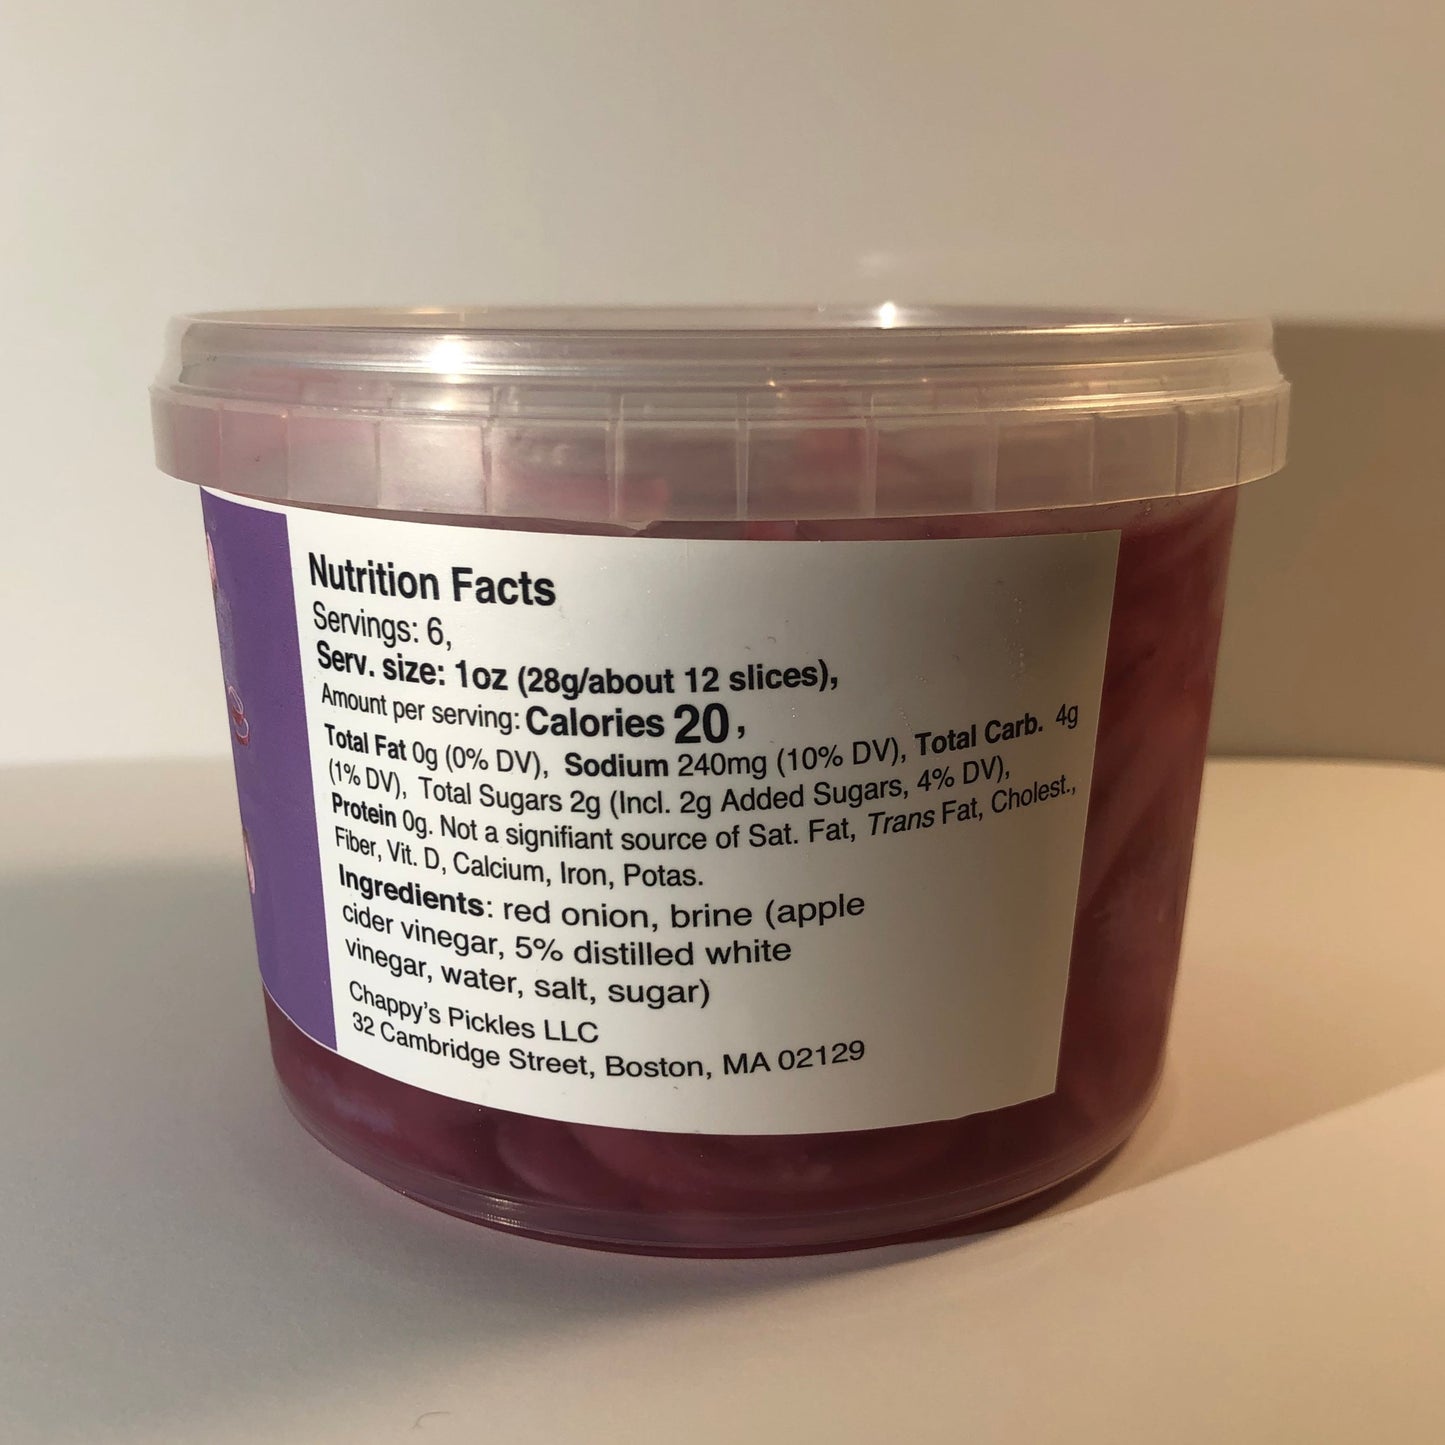 Nutrition Facts
Servings: 6,
Serv. size: 1oz (28g/about 12 slices),
Amount per serving: Calories 20,
Total Fat 0g (0% DV), Sodium 240mg (10% DV), Total Carb. 4g
(1% DV), Total Sugars 2g (Incl. 2g Added Sugars, 4% DV),
Protein 0g. Not a signifiant source of Sat. Fat, Trans Fat, Cholest.,
Fiber, Vit. D, Calcium, Iron, Potas.
Ingredients: red onion, brine (apple
cider vinegar, 5% distilled white
vinegar, water, salt, sugar)
Chappy's Pickles LLC
32 Cambridge Street, Boston, MA 02129